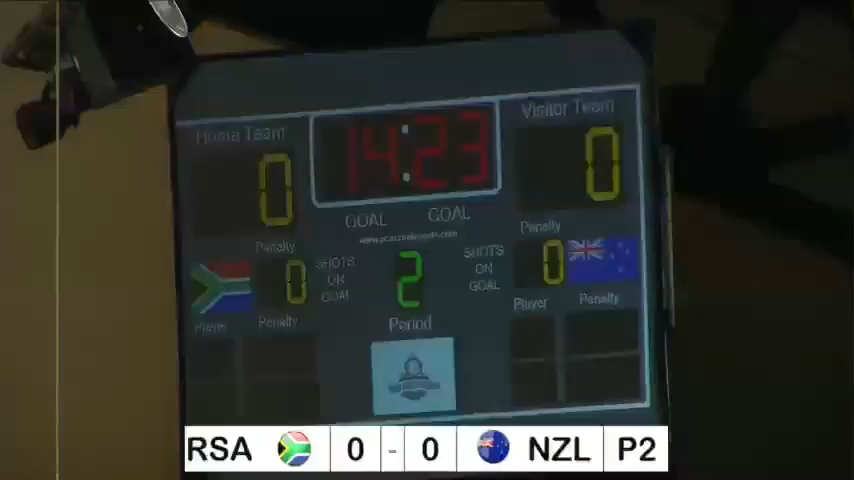 Home Team
Visitor Team
14:23
0
0
GOAL GOAL
Penalty
Penalty
0
SHOTS ON GOAL
2
SHOTS ON GOAL
0
Player Penalty
Period
Player Penalty
RSA 0 - 0 NZL P2